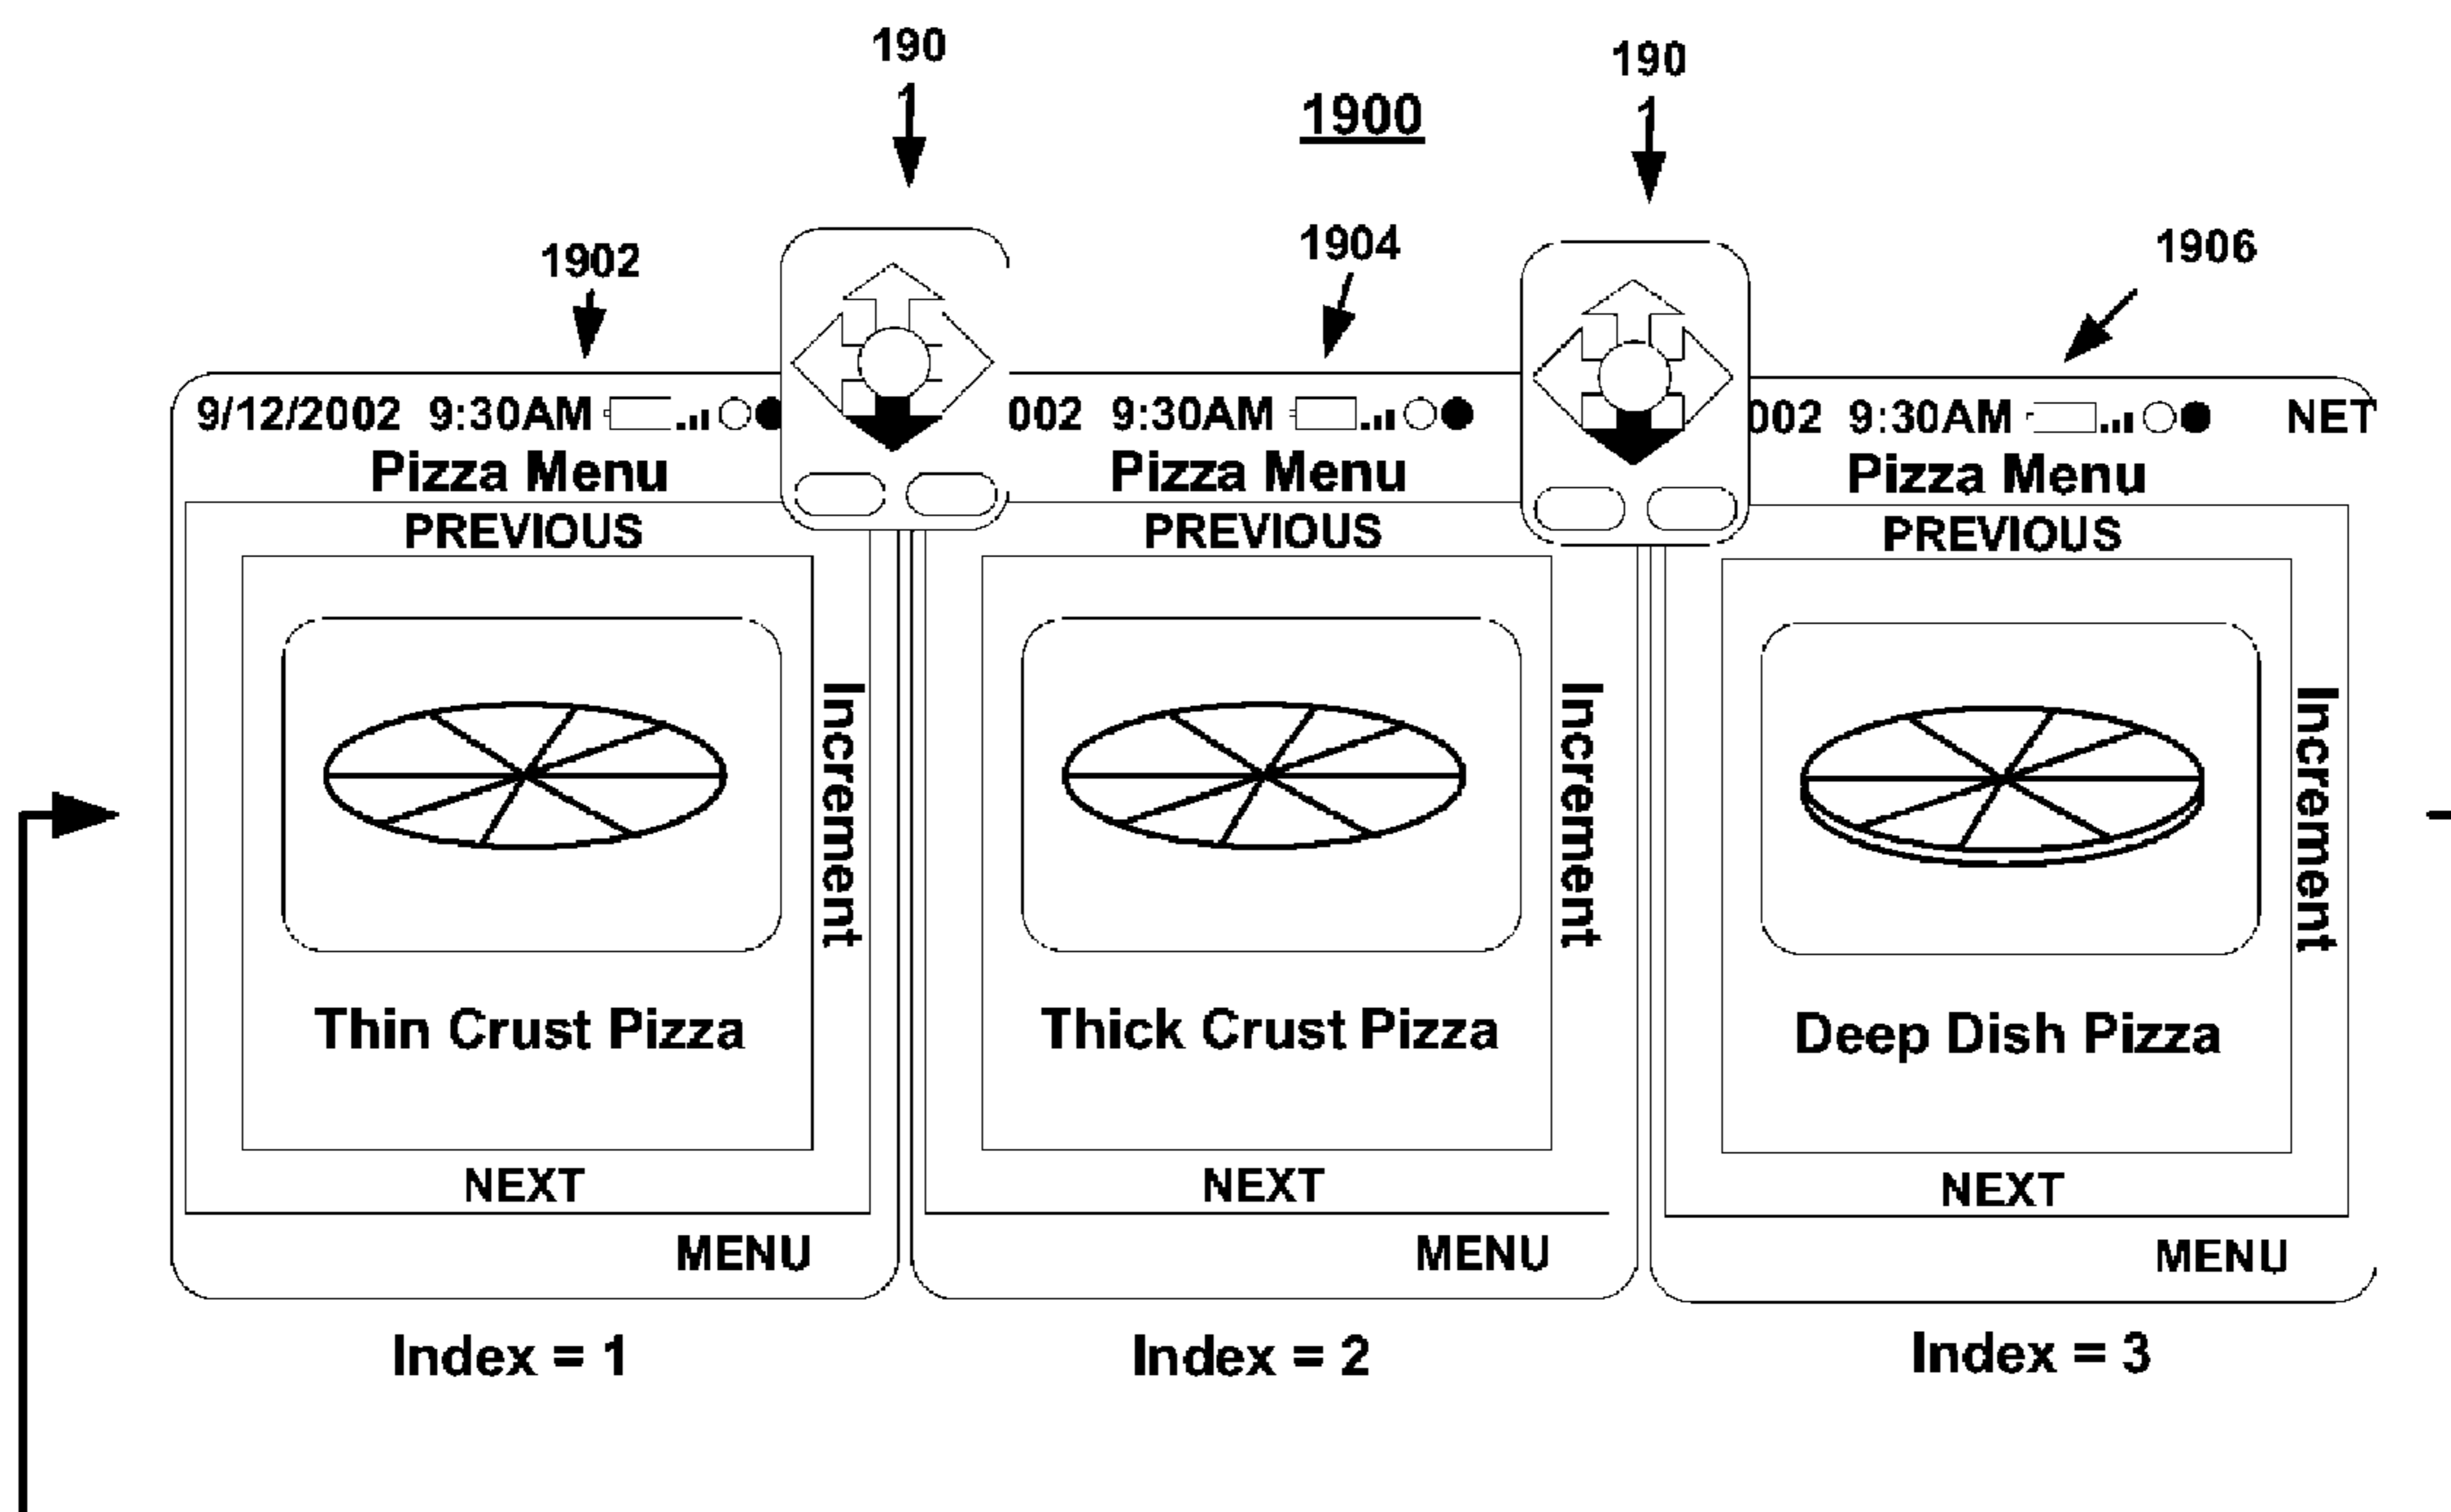 190
1
190
1
1900
1902
1904
1906
9/12/2002 9:30AM
Pizza Menu
PREVIOUS
Increment
Thin Crust Pizza
NEXT
MENU
Index = 1
002 9:30AM
Pizza Menu
PREVIOUS
Increment
Thick Crust Pizza
NEXT
MENU
Index = 2
002 9:30AM NET
Pizza Menu
PREVIOUS
Increment
Deep Dish Pizza
NEXT
MENU
Index = 3